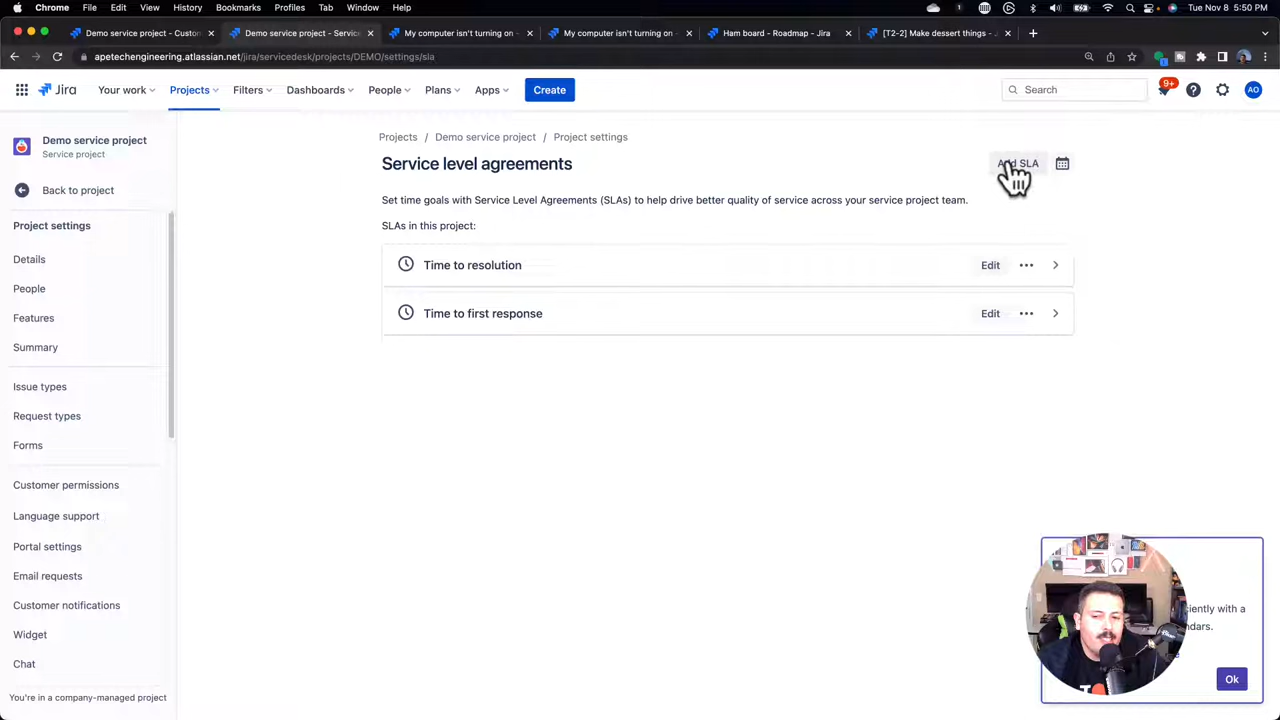 Chrome File Edit View History Bookmarks Profiles Tab Window Help
1 Tue Nov 8 5:50 PM
Demo service project - Custom
Demo service project - Servic
My computer isn't turning on -
My computer isn't turning on -
Ham board - Roadmap - Jira
[T2-2] Make dessert things - J
apetechengineering.atlassian.net/jira/servicedesk/projects/DEMO/settings/sla
Jira Your work Projects Filters Dashboards People Plans Apps Create Search 9+ AO
Demo service project
Service project
Back to project
Project settings
Details
People
Features
Summary
Issue types
Request types
Forms
Customer permissions
Language support
Portal settings
Email requests
Customer notifications
Widget
Chat
You're in a company-managed project
Projects / Demo service project / Project settings
Service level agreements
Add SLA
Set time goals with Service Level Agreements (SLAs) to help drive better quality of service across your service project team.
SLAs in this project:
Time to resolution Edit
Time to first response Edit
with a
Ok